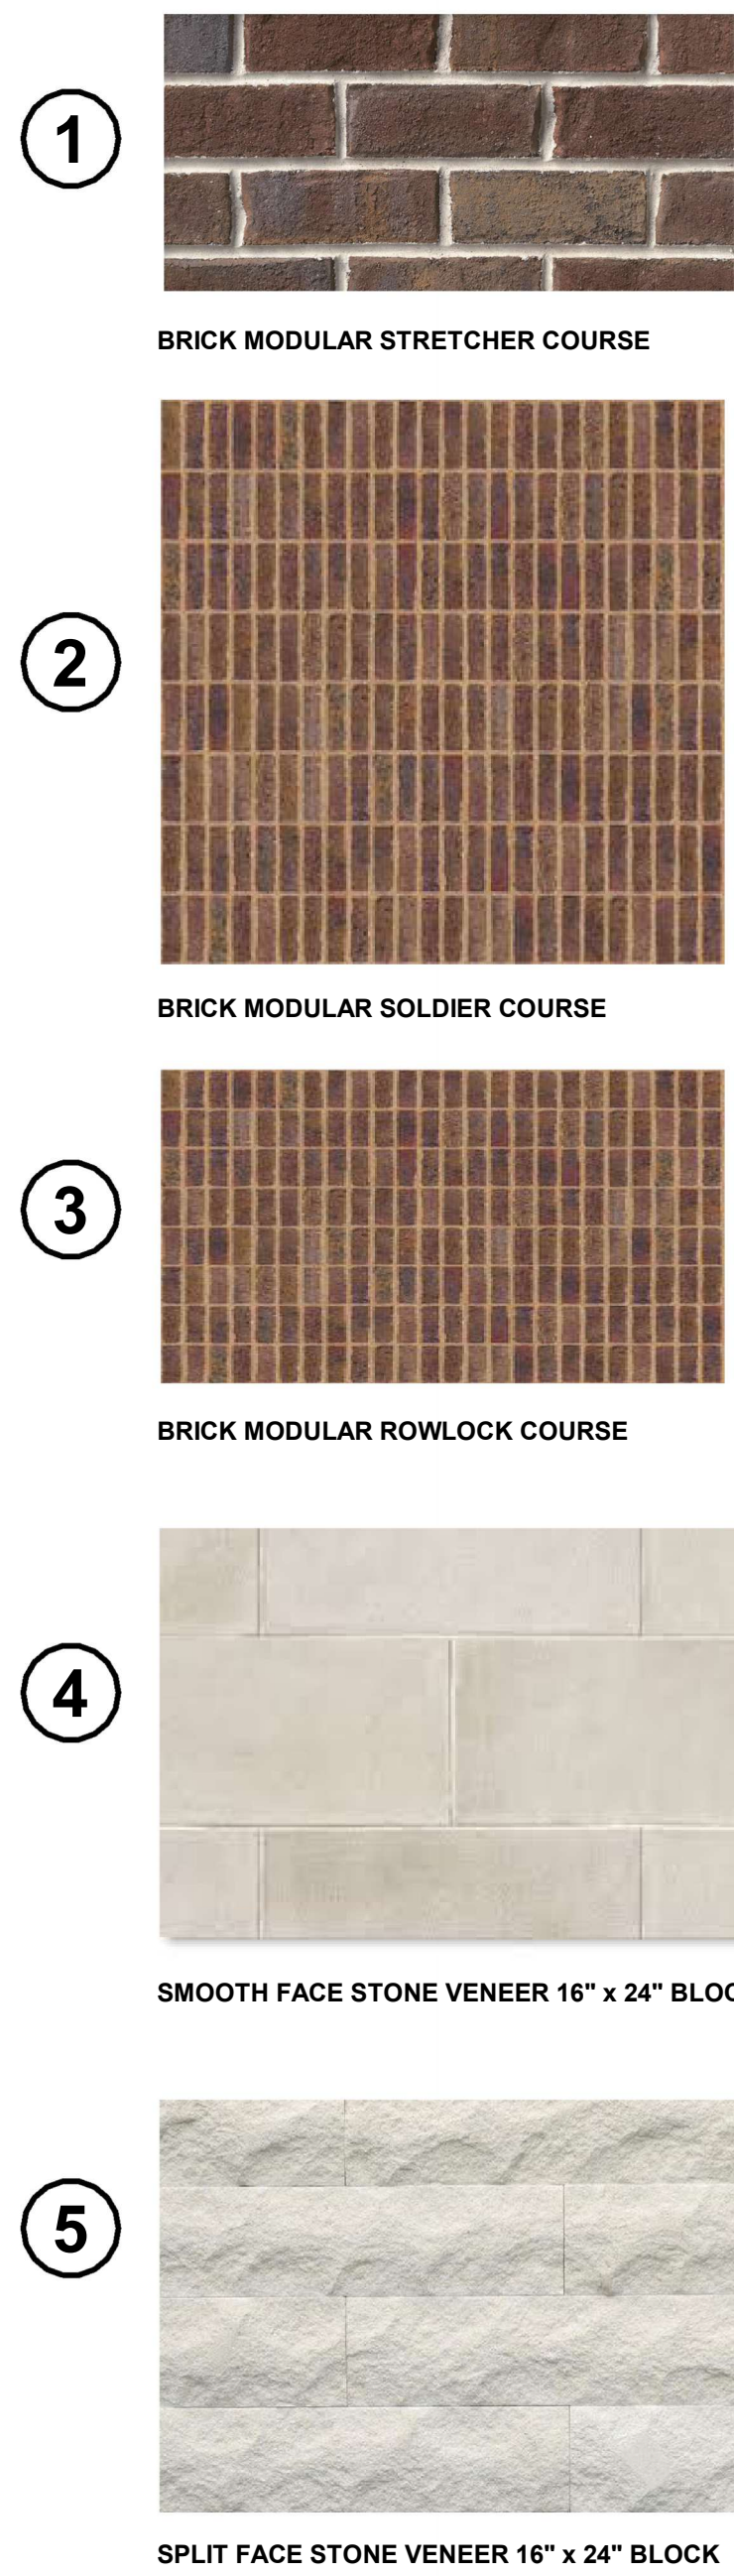 1
BRICK MODULAR STRETCHER COURSE
2
BRICK MODULAR SOLDIER COURSE
3
BRICK MODULAR ROWLOCK COURSE
4
SMOOTH FACE STONE VENEER 16" x 24"
5
SPLIT FACE STONE VENEER 16" x 24" BLOCK